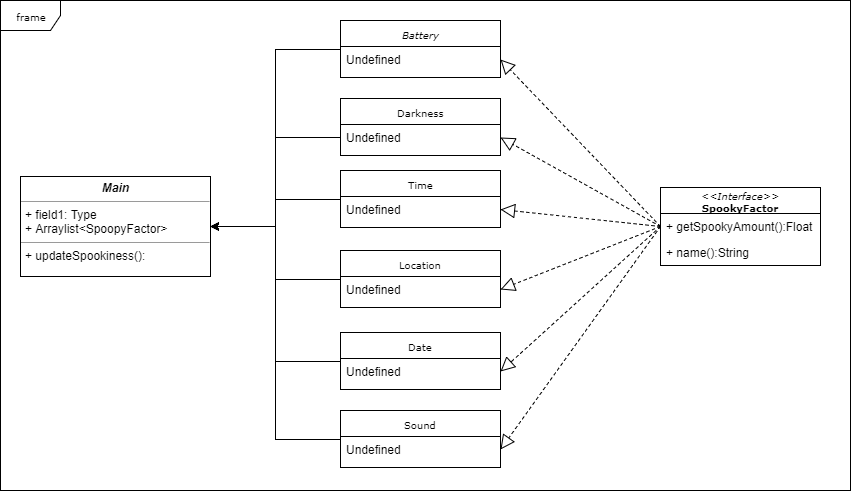 frame
Battery
Undefined
Darkness
Undefined
Main
+ field1: Type
+ Arraylist<SpoopyFactor>
+ updateSpookiness():
Time
Undefined
<<Interface>>
SpookyFactor
+ getSpookyAmount():Float
+ name():String
Location
Undefined
Date
Undefined
Sound
Undefined